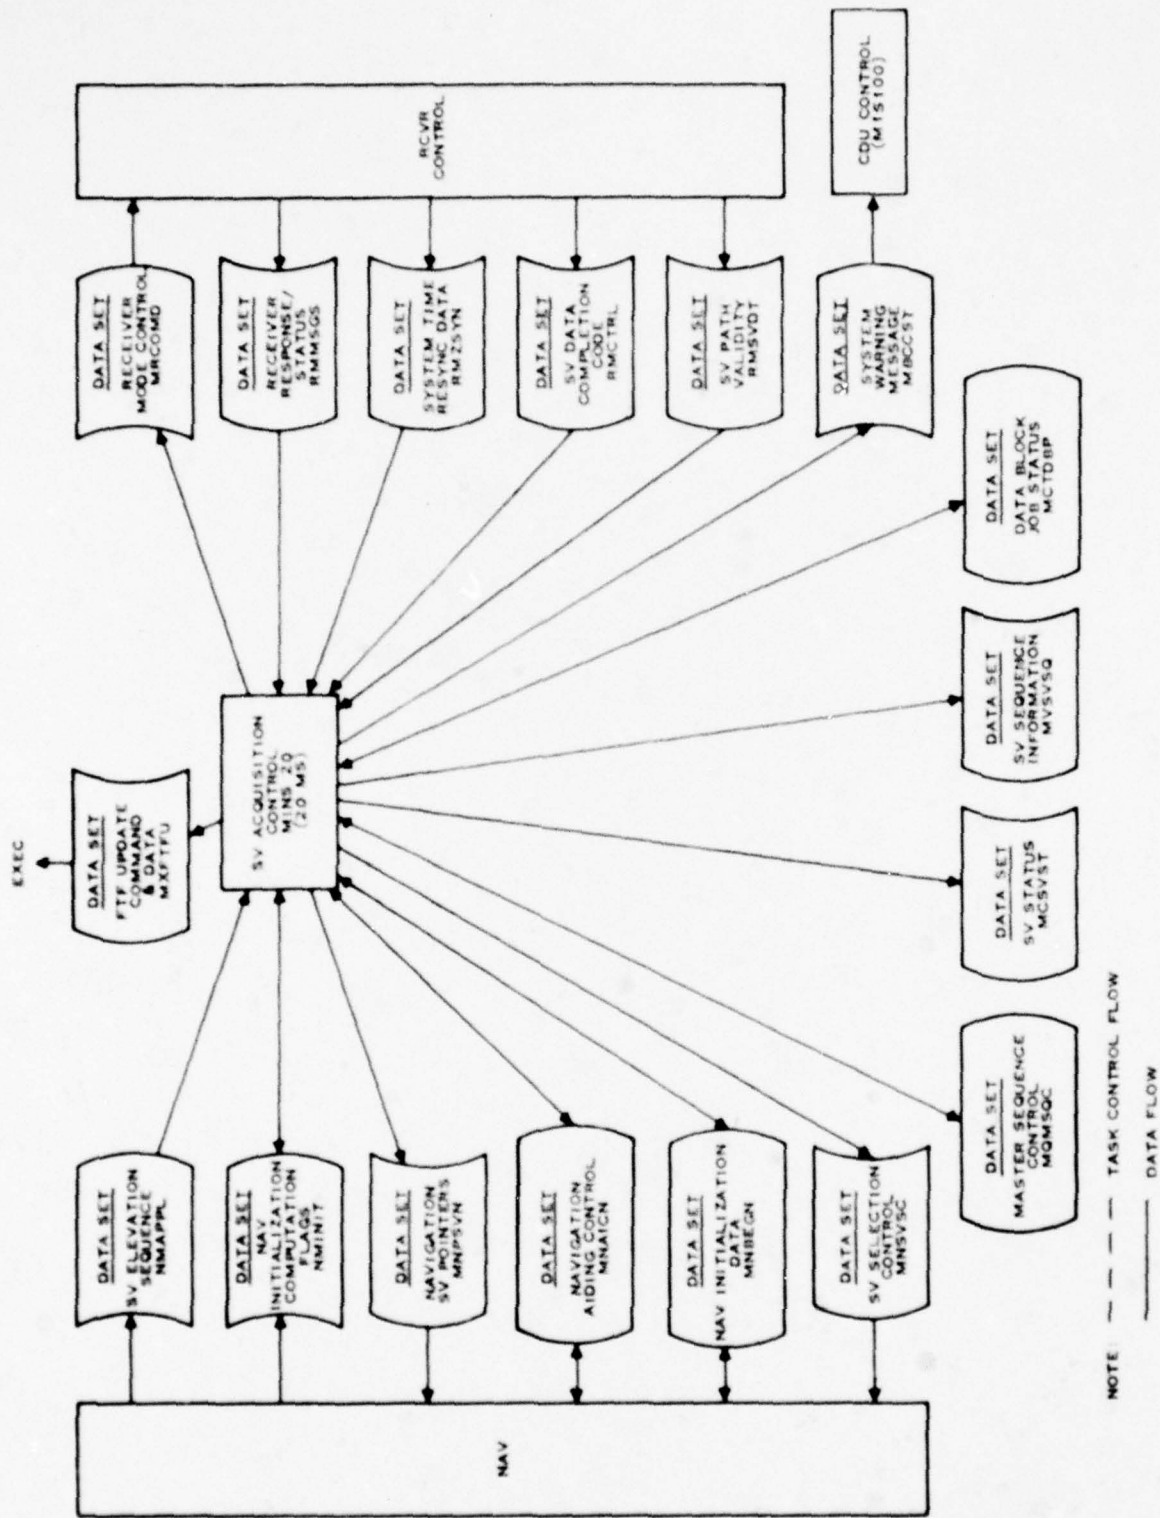 EXEC
DATA SET
FTF UPDATE
COMMAND
& DATA
MXFTFU
SV ACQUISITION
CONTROL
MINS 20
(20 MS)
NAV
DATA SET
SV ELEVATION
SEQUENCE
NMAPPL
DATA SET
NAV
INITIALIZATION
COMPUTATION
FLAGS
NMINIT
DATA SET
NAVIGATION
SV POINTERS
MNPSVN
DATA SET
NAVIGATION
AIDING CONTROL
MNAICN
DATA SET
NAV INITIALIZATION
DATA
MNBEGN
DATA SET
SV SELECTION
CONTROL
MNSVSC
DATA SET
RECEIVER
MODE CONTROL
MRCOMD
DATA SET
RECEIVER
RESPONSE/
STATUS
RMMSGS
DATA SET
SYSTEM TIME
RESYNC DATA
RMZSYN
DATA SET
SV DATA
COMPLETION
CODE
RMCTRL
DATA SET
SV PATH
VALIDITY
RMSVDT
DATA SET
SYSTEM
WARNING
MESSAGE
MBCCST
RCVR
CONTROL
CDU CONTROL
(MIS100)
DATA SET
MASTER SEQUENCE
CONTROL
MQMSQC
DATA SET
SV STATUS
MCSVST
DATA SET
SV SEQUENCE
INFORMATION
MVSVSQ
DATA SET
DATA BLOCK
JOB STATUS
MCTDBP
NOTE: TASK CONTROL FLOW
DATA FLOW